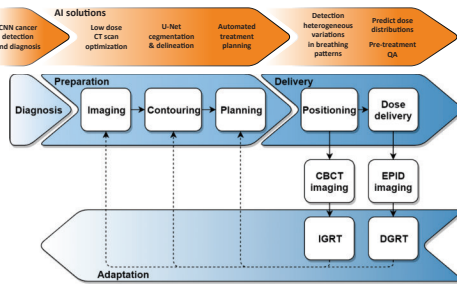 AI solutions
CNN cancer
detection
and diagnosis
Low dose
CT scan
optimization
U-Net
cegmentation
& delineation
Automated
treatment
planning
Detection
heterogeneous
variations
in breathing
patterns
Predict dose
distributions
Pre-treatment
QA
Preparation
Delivery
Diagnosis
Imaging
Contouring
Planning
Positioning
Dose
delivery
CBCT
imaging
EPID
imaging
IGRT
DGRT
Adaptation